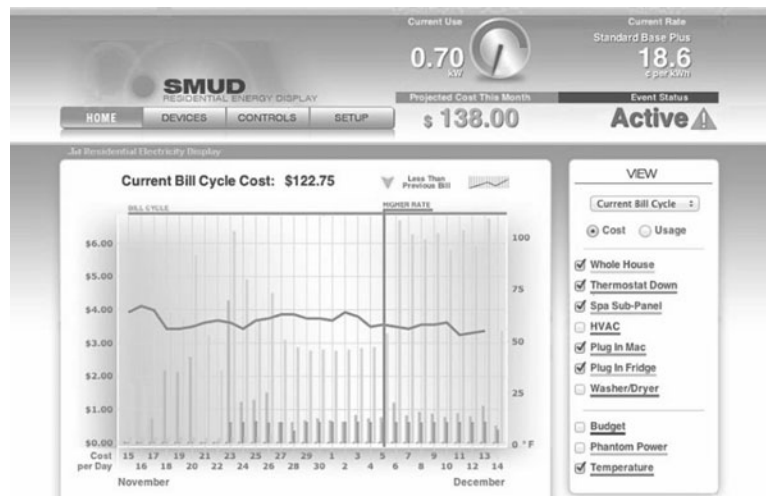 Current Use
0.70
kW
Current Rate
Standard Base Plus
18.6
¢ per kWh
SMUD
RESIDENTIAL ENERGY DISPLAY
Projected Cost This Month
$ 138.00
Event Status
Active
HOME DEVICES CONTROLS SETUP
Residential Electricity Display
Current Bill Cycle Cost: $122.75
Less Than
Previous Bill
BILL CYCLE
HIGHER RATE
$6.00
$5.00
$4.00
$3.00
$2.00
$1.00
$0.00
100
75
50
25
0 °F
Cost 15 17 19 21 23 25 27 29 1 3 5 7 9 11 13
per Day 16 18 20 22 24 26 28 30 2 4 6 8 10 12 14
November December
VIEW
Current Bill Cycle
Cost Usage
Whole House
Thermostat Down
Spa Sub-Panel
HVAC
Plug In Mac
Plug In Fridge
Washer/Dryer
Budget
Phantom Power
Temperature